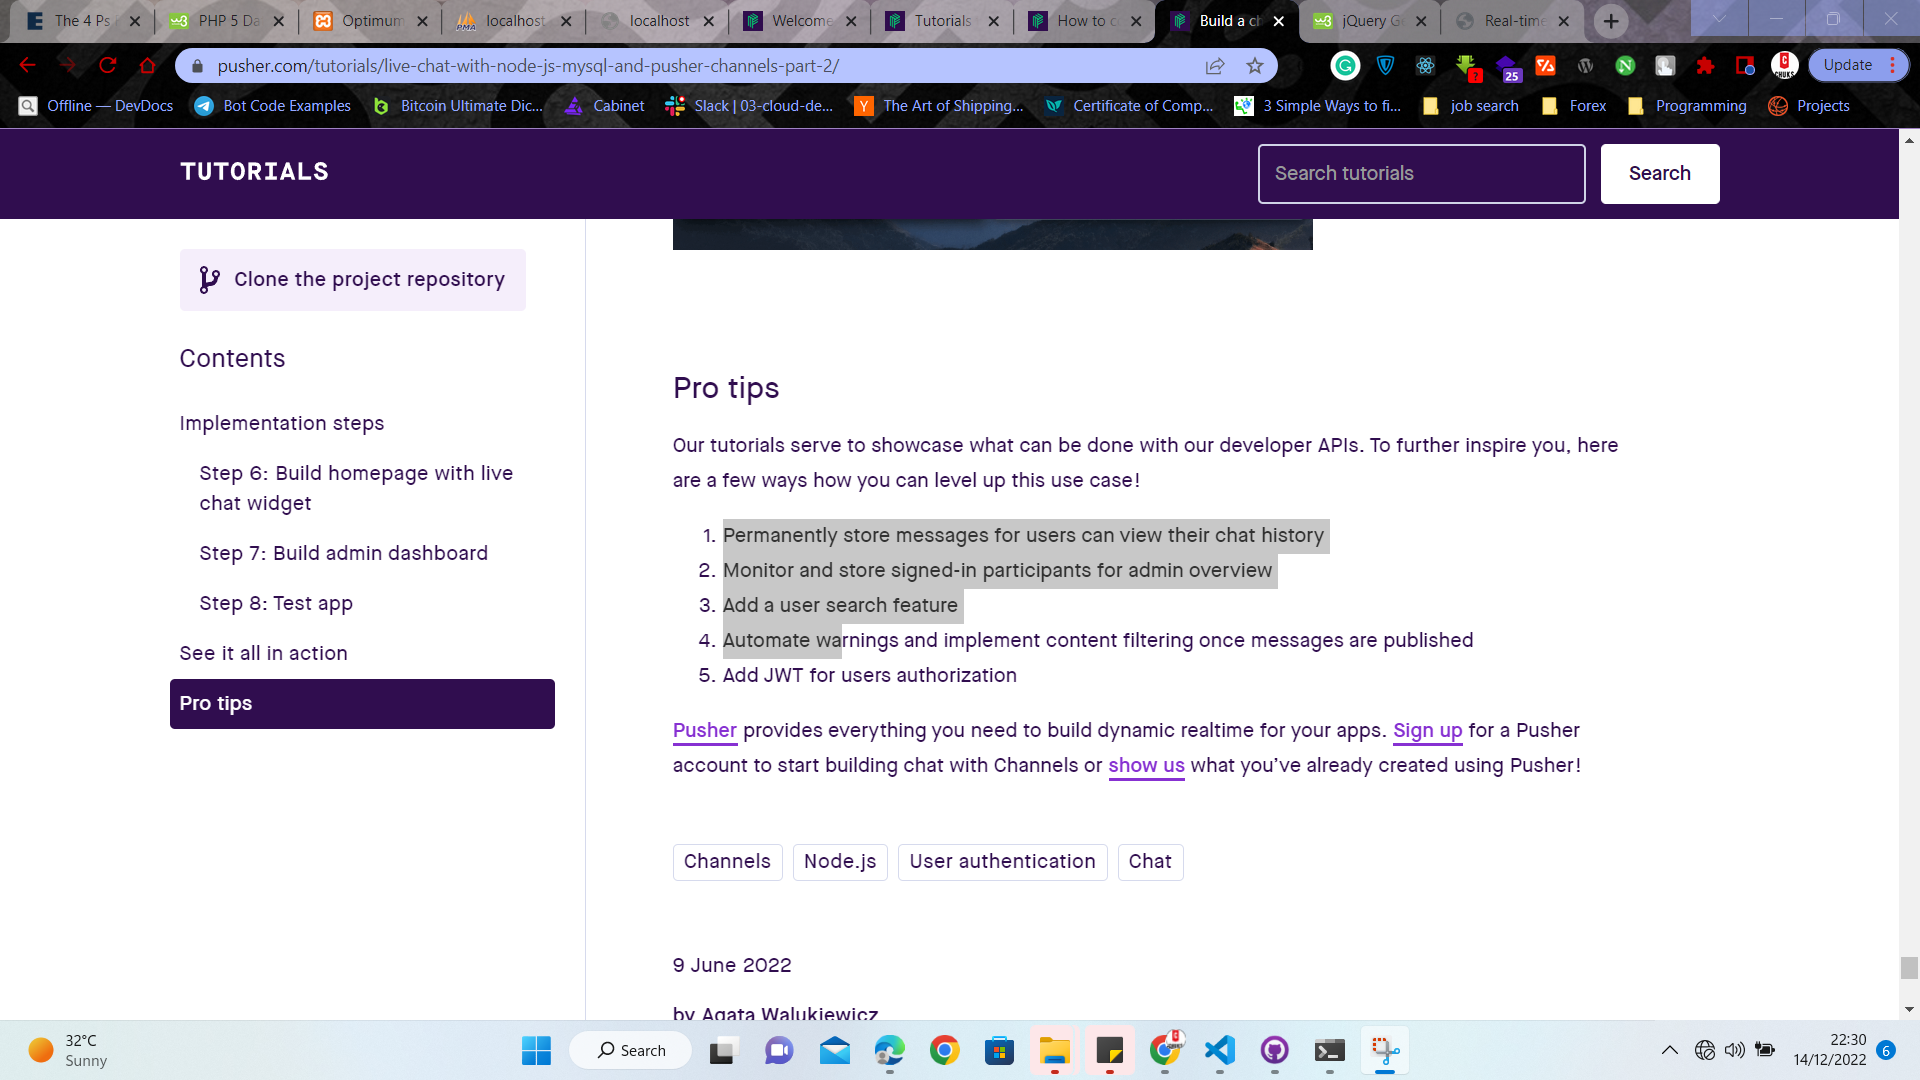 The 4 Ps
PHP 5 Da
Optimum
localhost
localhost
Welcome
Tutorials
How to c
Build a ch
jQuery Ge
Real-time
pusher.com/tutorials/live-chat-with-node-js-mysql-and-pusher-channels-part-2/
25
Update
Offline — DevDocs
Bot Code Examples
Bitcoin Ultimate Dic...
Cabinet
Slack | 03-cloud-de...
The Art of Shipping...
Certificate of Comp...
3 Simple Ways to fi...
job search
Forex
Programming
Projects
TUTORIALS
Search tutorials
Search
Clone the project repository
Contents
Implementation steps
Step 6: Build homepage with live
chat widget
Step 7: Build admin dashboard
Step 8: Test app
See it all in action
Pro tips
Pro tips
Our tutorials serve to showcase what can be done with our developer APIs. To further inspire you, here
are a few ways how you can level up this use case!
1. Permanently store messages for users can view their chat history
2. Monitor and store signed-in participants for admin overview
3. Add a user search feature
4. Automate warnings and implement content filtering once messages are published
5. Add JWT for users authorization
Pusher provides everything you need to build dynamic realtime for your apps. Sign up for a Pusher
account to start building chat with Channels or show us what you’ve already created using Pusher!
Channels
Node.js
User authentication
Chat
9 June 2022
by Agata Walukiewicz
32°C
Sunny
Search
22:30
14/12/2022
6